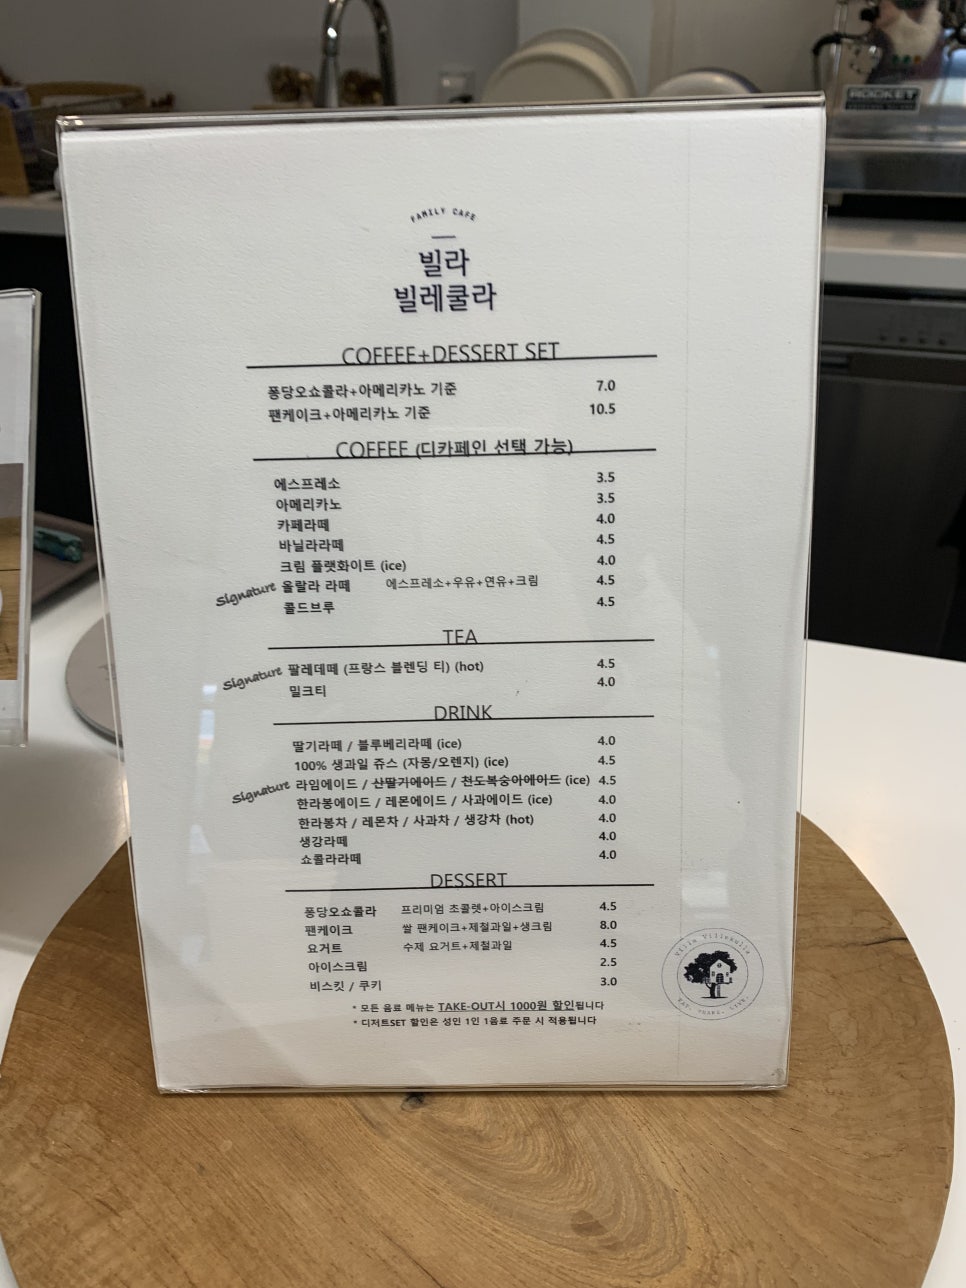 ROCKET
FAMILY CAFE
빌라
빌레쿨라
COFFEE+DESSERT SET
퐁당오쇼콜라+아메리카노 기준 7.0
팬케이크+아메리카노 기준 10.5
COFFEE (디카페인 선택 가능)
에스프레소 3.5
아메리카노 3.5
카페라떼 4.0
바닐라라떼 4.5
크림 플랫화이트 (ice) 4.0
Signature 올랄라 라떼 에스프레소+우유+연유+크림 4.5
콜드브루 4.5
TEA
Signature 팔레데떼 (프랑스 블렌딩 티) (hot) 4.5
밀크티 4.0
DRINK
딸기라떼 / 블루베리라떼 (ice) 4.0
100% 생과일 쥬스 (자몽/오렌지) (ice) 4.5
Signature 라임에이드 / 산딸기에이드 / 천도복숭아에이드 (ice) 4.5
한라봉에이드 / 레몬에이드 / 사과에이드 (ice) 4.0
한라봉차 / 레몬차 / 사과차 / 생강차 (hot) 4.0
생강라떼 4.0
쇼콜라라떼 4.0
DESSERT
퐁당오쇼콜라 프리미엄 초콜렛+아이스크림 4.5
팬케이크 쌀 팬케이크+제철과일+생크림 8.0
요거트 수제 요거트+제철과일 4.5
아이스크림 2.5
비스킷 / 쿠키 3.0
Villa Villekulla
EAT. SHARE. LIVE.
* 모든 음료 메뉴는 TAKE-OUT시 1000원 할인됩니다
* 디저트SET 할인은 성인 1인 1음료 주문 시 적용됩니다